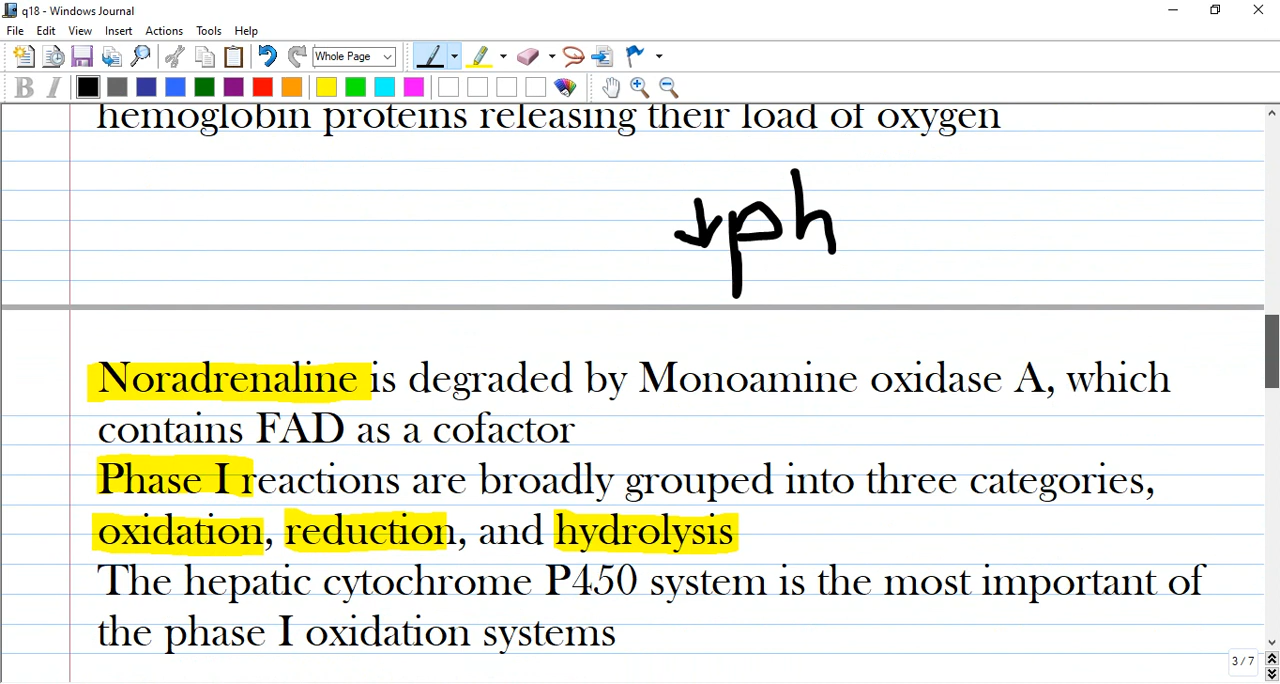 q18 - Windows Journal
File Edit View Insert Actions Tools Help
Whole Page
B I
hemoglobin proteins releasing their load of oxygen
↓ph
Noradrenaline is degraded by Monoamine oxidase A, which
contains FAD as a cofactor
Phase I reactions are broadly grouped into three categories,
oxidation, reduction, and hydrolysis
The hepatic cytochrome P450 system is the most important of
the phase I oxidation systems
3 / 7